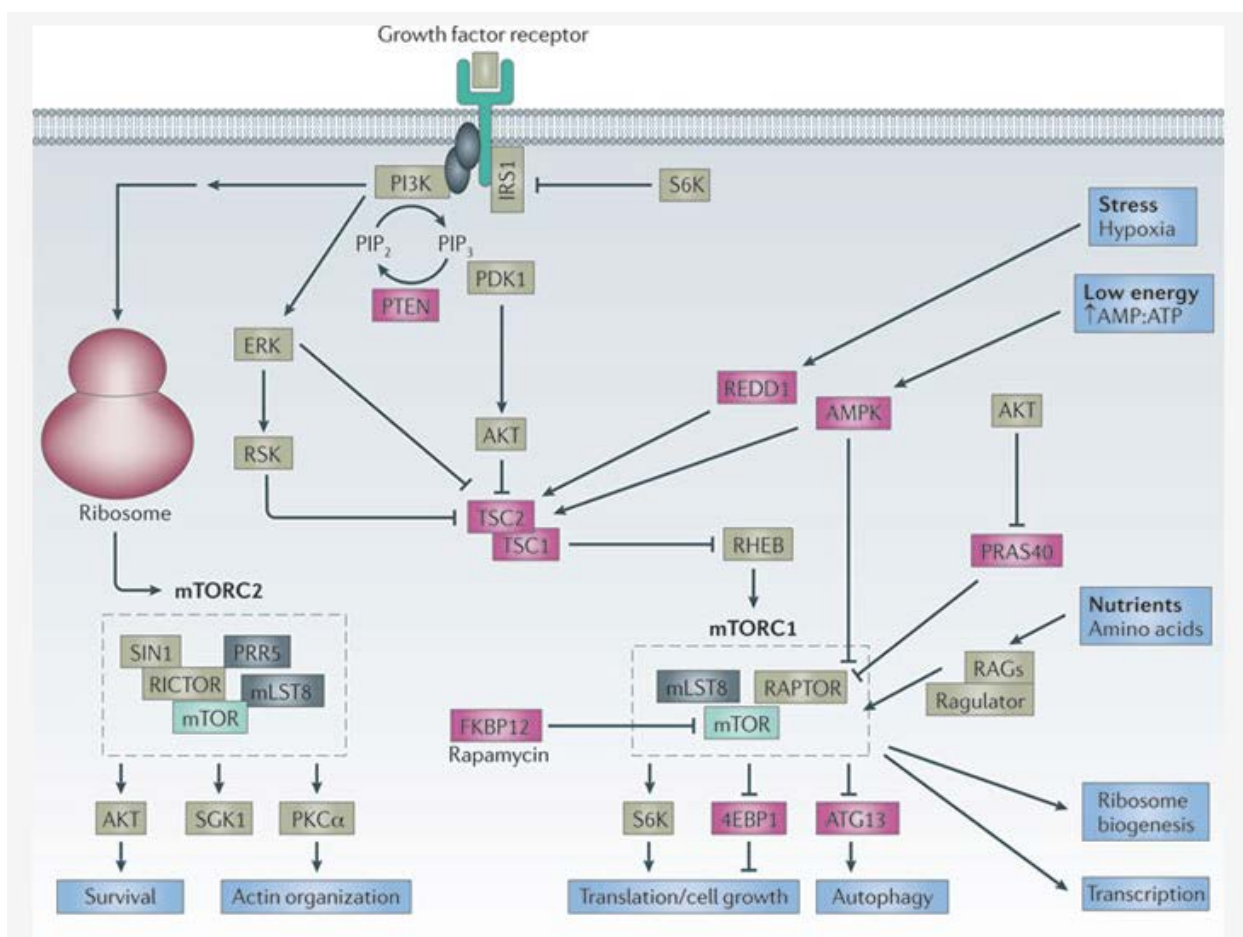 Growth factor receptor
PI3K
IRS1
S6K
Stress
Hypoxia
PIP₂
PIP₃
PDK1
PTEN
Low energy
↑AMP:ATP
ERK
REDD1
AMPK
AKT
AKT
RSK
Ribosome
TSC2
TSC1
RHEB
PRAS40
mTORC2
mTORC1
Nutrients
Amino acids
SIN1
PRR5
RICTOR
mLST8
mTOR
mLST8
RAPTOR
mTOR
RAGs
Ragulator
FKBP12
Rapamycin
AKT
SGK1
PKCα
S6K
4EBP1
ATG13
Ribosome
biogenesis
Survival
Actin organization
Translation/cell growth
Autophagy
Transcription